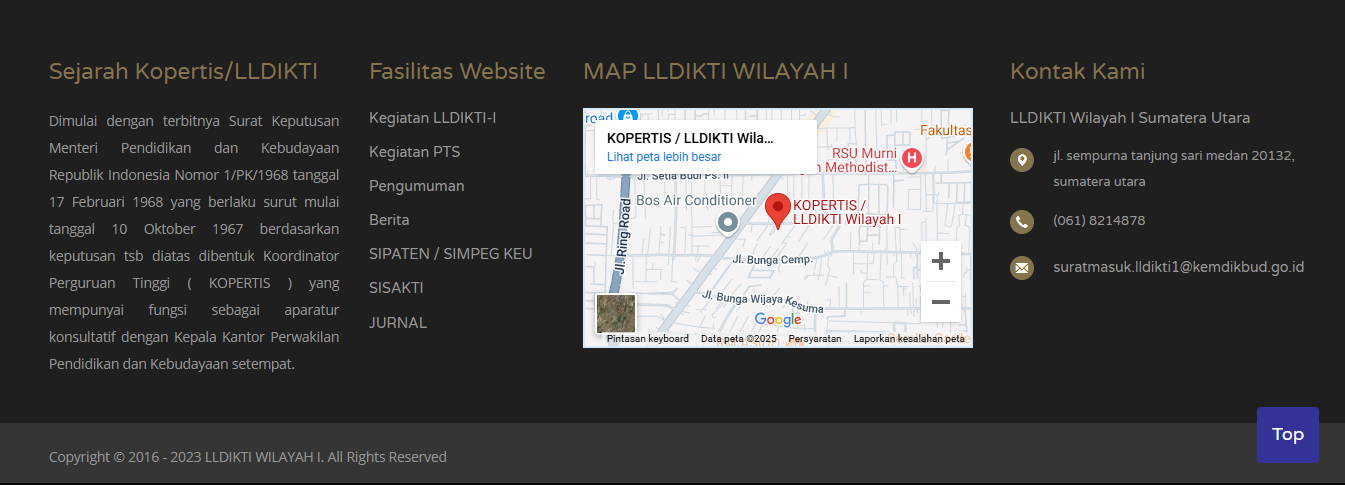 Sejarah Kopertis/LLDIKTI
Dimulai dengan terbitnya Surat Keputusan
Menteri Pendidikan dan Kebudayaan
Republik Indonesia Nomor 1/PK/1968 tanggal
17 Februari 1968 yang berlaku surut mulai
tanggal 10 Oktober 1967 berdasarkan
keputusan tsb diatas dibentuk Koordinator
Perguruan Tinggi ( KOPERTIS ) yang
mempunyai fungsi sebagai aparatur
konsultatif dengan Kepala Kantor Perwakilan
Pendidikan dan Kebudayaan setempat.
Fasilitas Website
Kegiatan LLDIKTI-I
Kegiatan PTS
Pengumuman
Berita
SIPATEN / SIMPEG KEU
SISAKTI
JURNAL
MAP LLDIKTI WILAYAH I
road
KOPERTIS / LLDIKTI Wila...
Lihat peta lebih besar
Fakultas
RSU Murni
Methodist...
Jl. Setia Budi Ps. II
Bos Air Conditioner
KOPERTIS /
LLDIKTI Wilayah I
Jl. Ring Road
Jl. Bunga Cemp.
Jl. Bunga Wijaya Kesuma
Google
Pintasan keyboard
Data peta ©2025
Persyaratan
Laporkan kesalahan peta
Kontak Kami
LLDIKTI Wilayah I Sumatera Utara
jl. sempurna tanjung sari medan 20132,
sumatera utara
(061) 8214878
suratmasuk.lldikti1@kemdikbud.go.id
Top
Copyright © 2016 - 2023 LLDIKTI WILAYAH I. All Rights Reserved